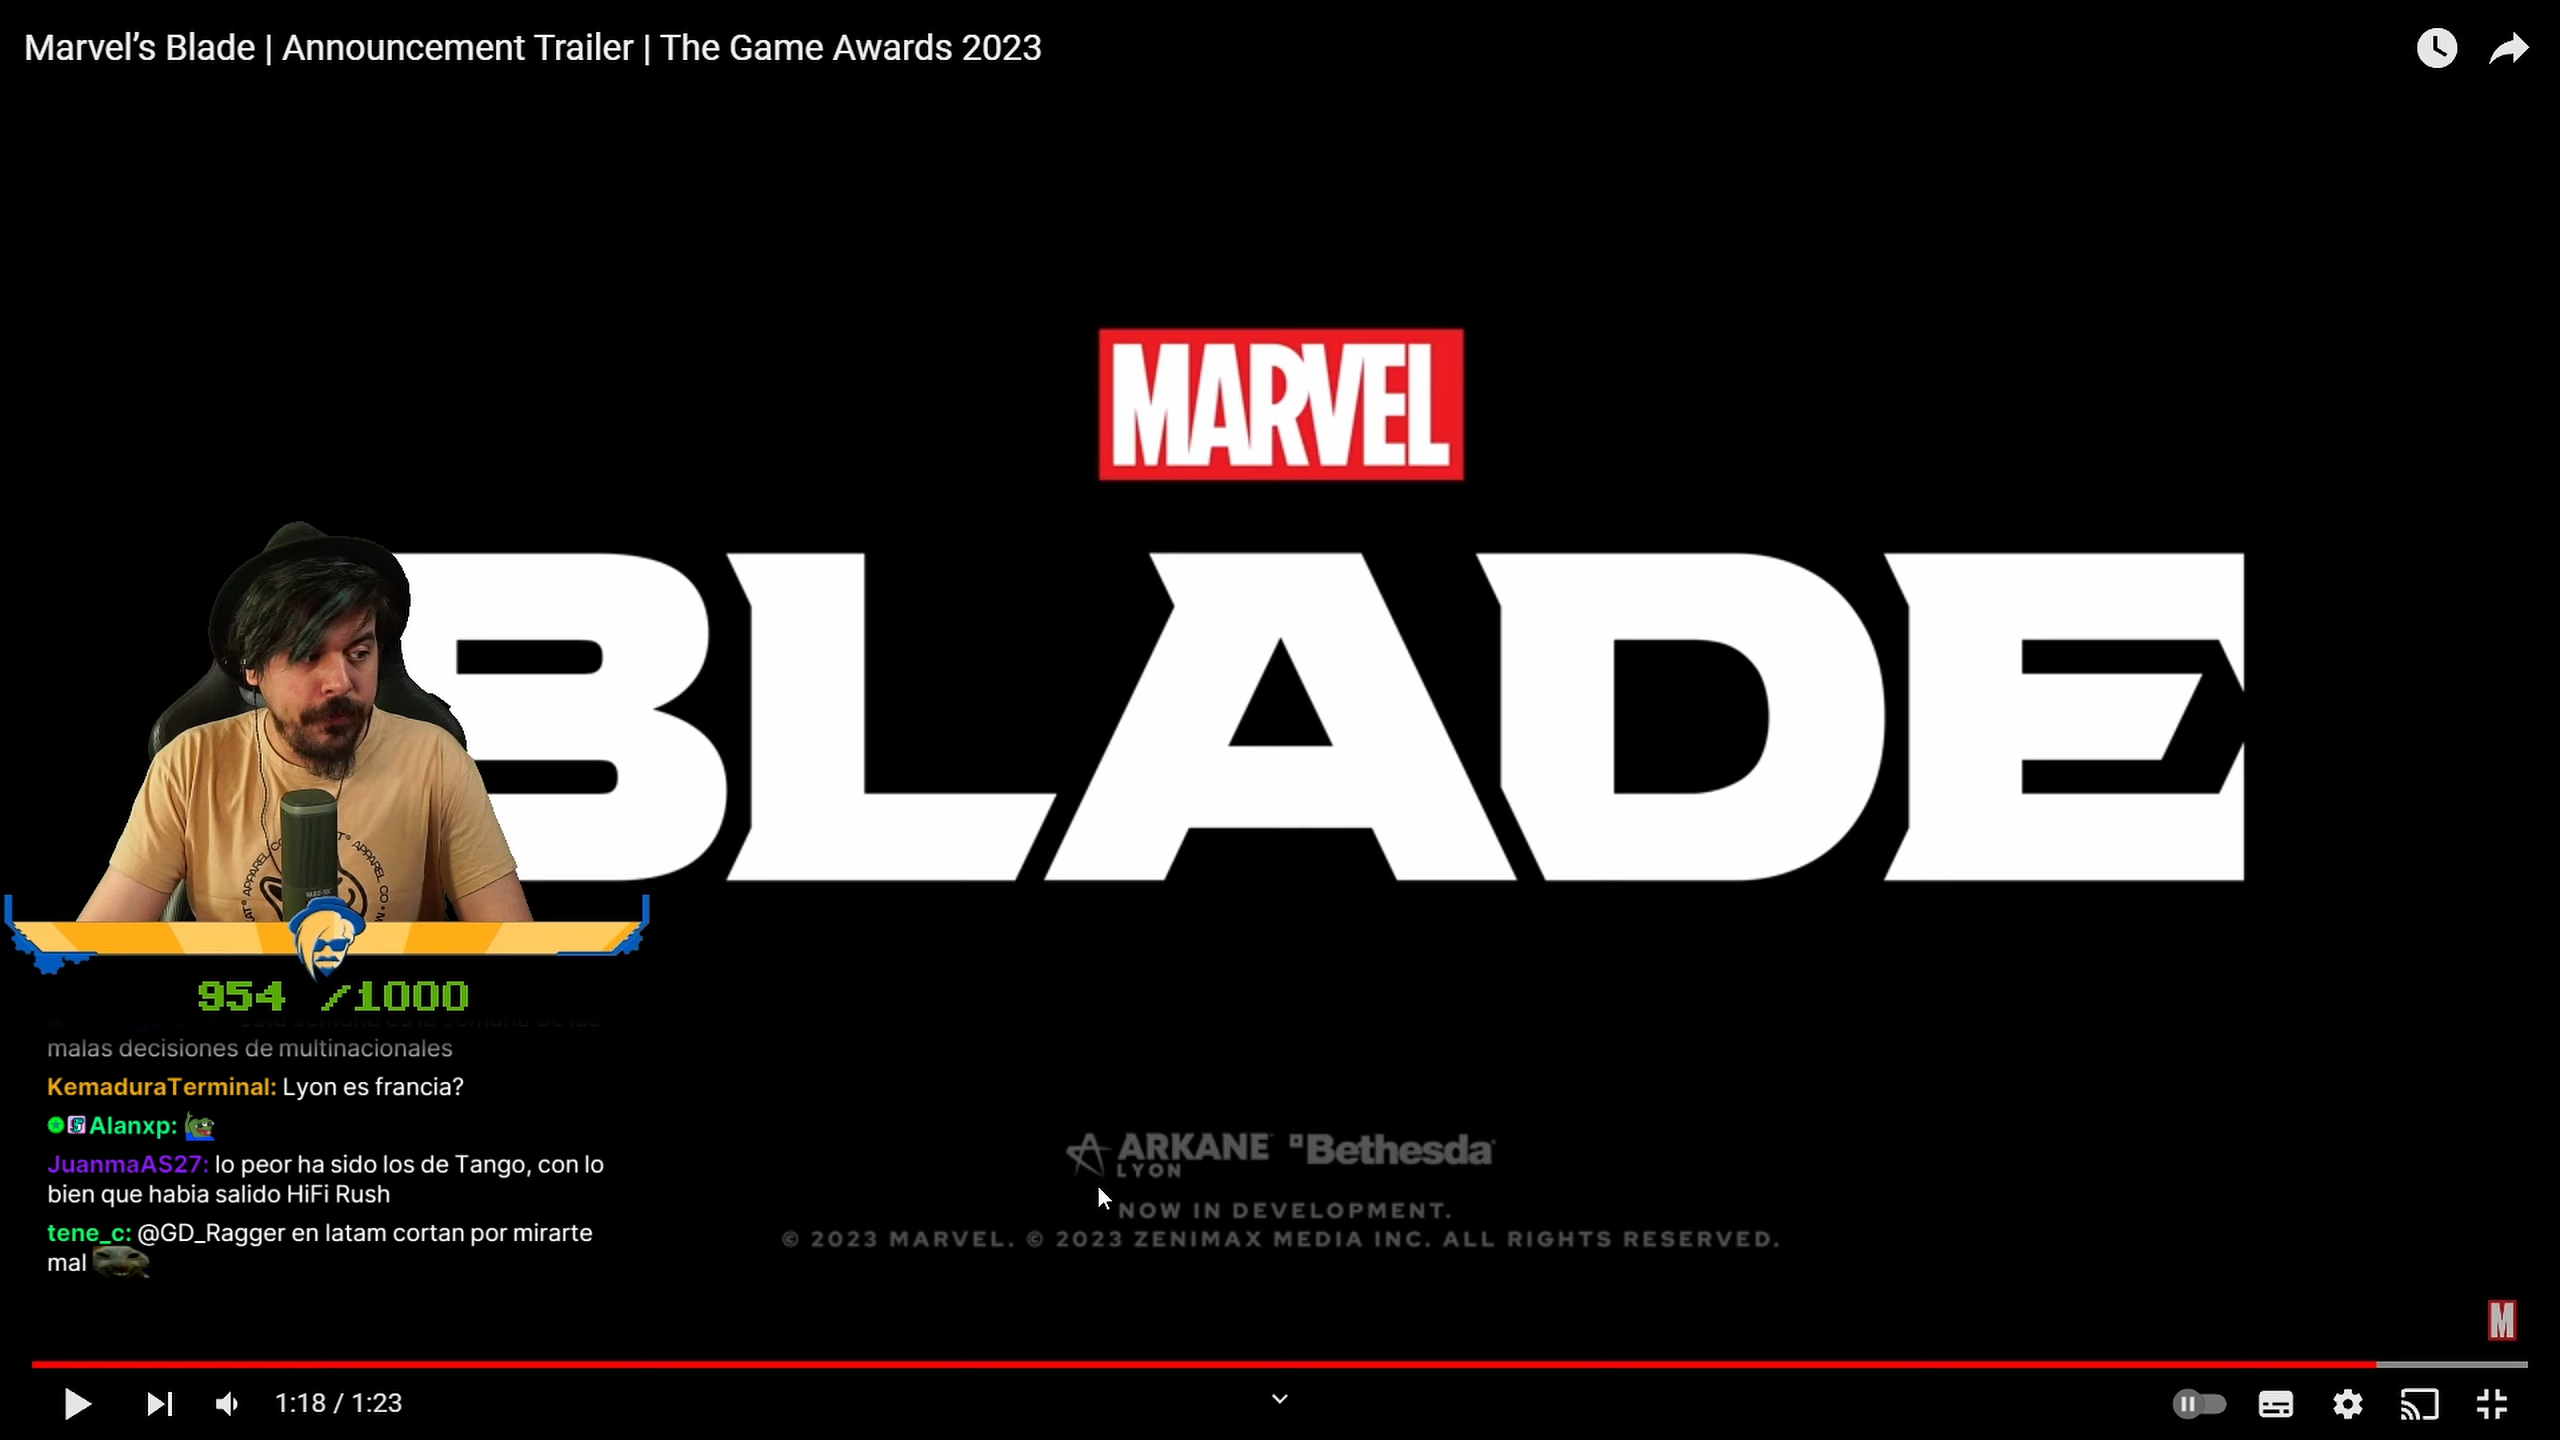 Marvel’s Blade | Announcement Trailer | The Game Awards 2023
MARVEL
BLADE
954 /1000
malas decisiones de multinacionales
KemaduraTerminal: Lyon es francia?
Alanxp:
JuanmaAS27: lo peor ha sido los de Tango, con lo
bien que habia salido HiFi Rush
tene_c: @GD_Ragger en latam cortan por mirarte
mal
ARKANE
LYON
Bethesda
NOW IN DEVELOPMENT.
© 2023 MARVEL. © 2023 ZENIMAX MEDIA INC. ALL RIGHTS RESERVED.
M
1:18 / 1:23